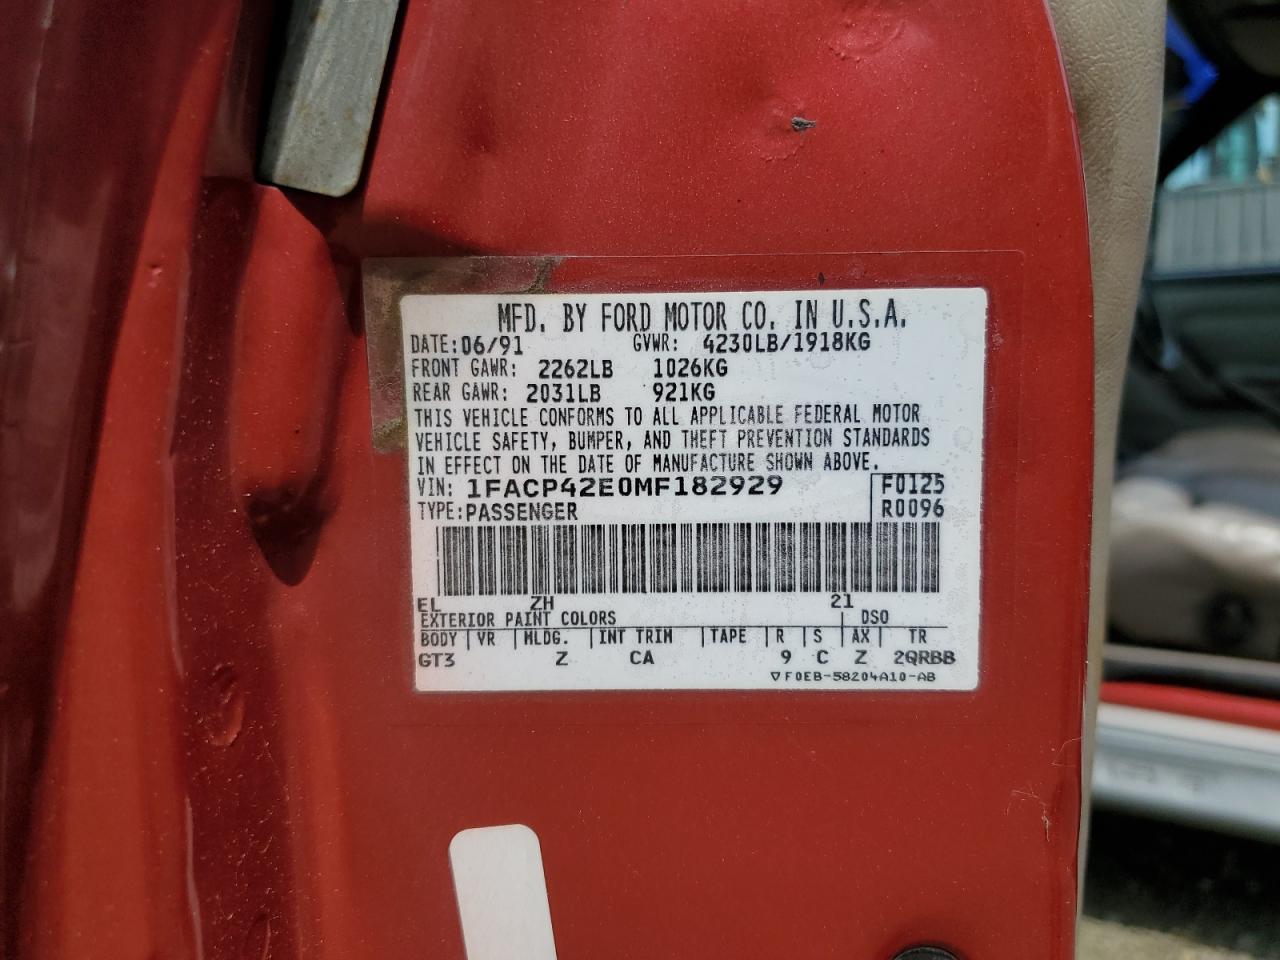 MFD. BY FORD MOTOR CO. IN U.S.A.
DATE: 06/91 GVWR: 4230LB/1918KG
FRONT GAWR: 2262LB 1026KG
REAR GAWR: 2031LB 921KG
THIS VEHICLE CONFORMS TO ALL APPLICABLE FEDERAL MOTOR
VEHICLE SAFETY, BUMPER, AND THEFT PREVENTION STANDARDS
IN EFFECT ON THE DATE OF MANUFACTURE SHOWN ABOVE.
VIN: 1FACP42E0MF182929 F0125
TYPE: PASSENGER R0096
EL ZH 21
EXTERIOR PAINT COLORS DSO
BODY VR MLDG. INT TRIM TAPE R S AX TR
GT3 Z CA 9 C Z 2QRBB
▽F0EB-58204A10-AB